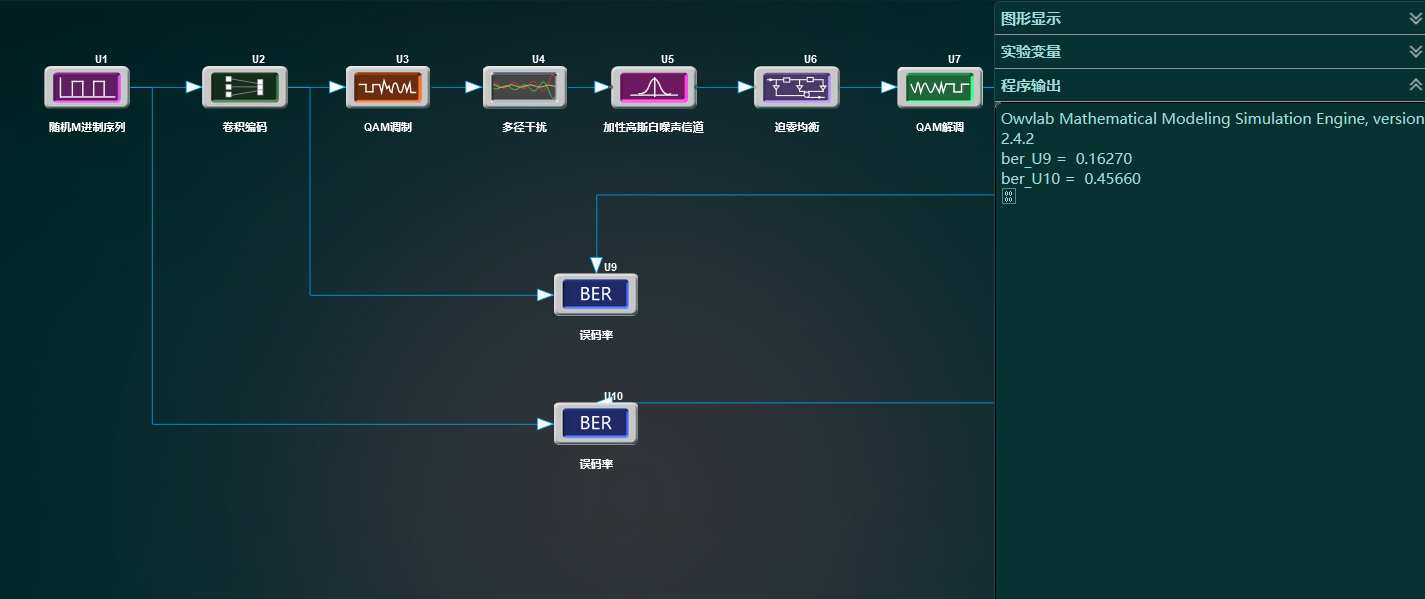 U1
U2
U3
U4
U5
U6
U7
随机M进制序列
卷积编码
QAM调制
多径干扰
加性高斯白噪声信道
迫零均衡
QAM解调
U9
BER
误码率
U10
BER
误码率
图形显示
实验变量
程序输出
Owvlab Mathematical Modeling Simulation Engine, version
2.4.2
ber_U9 = 0.16270
ber_U10 = 0.45660